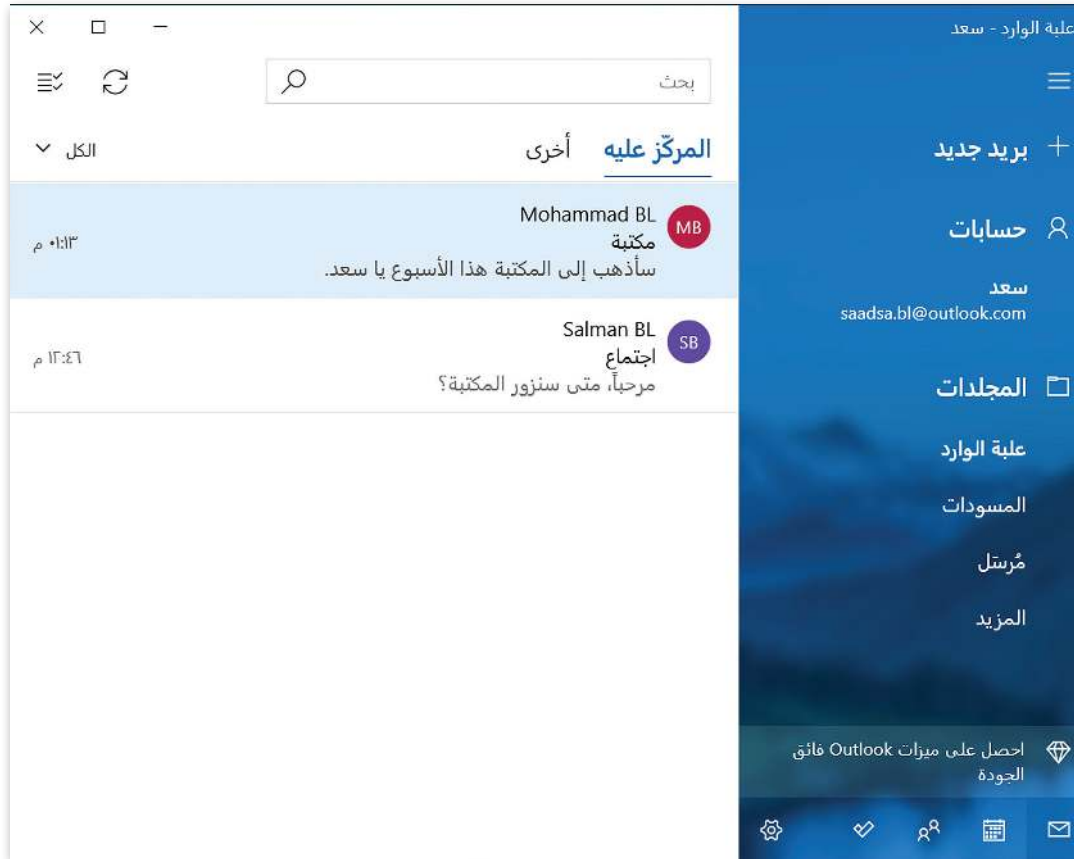 علبة الوارد - سعد
بريد جديد
حسابات
سعد
saadsa.bl@outlook.com
المجلدات
علبة الوارد
المسودات
مُرسَل
المزيد
احصل على ميزات Outlook فائق
الجودة
بحث
المركّز عليه أخرى الكل
MB
Mohammad BL
مكتبة
٠١:١٣ م
سأذهب إلى المكتبة هذا الأسبوع يا سعد.
SB
Salman BL
اجتماع
١٢:٤٦ م
مرحباً، متى سنزور المكتبة؟